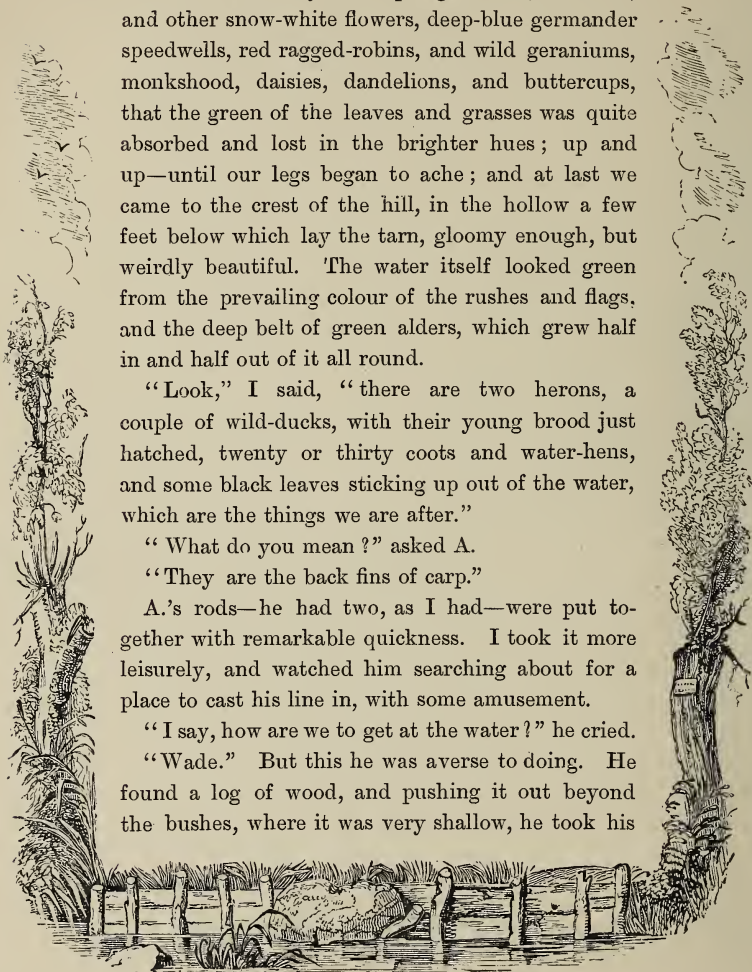 and other snow-white flowers, deep-blue germander
speedwells, red ragged-robins, and wild geraniums,
monkshood, daisies, dandelions, and buttercups,
that the green of the leaves and grasses was quite
absorbed and lost in the brighter hues; up and
up—until our legs began to ache; and at last we
came to the crest of the hill, in the hollow a few
feet below which lay the tarn, gloomy enough, but
weirdly beautiful. The water itself looked green
from the prevailing colour of the rushes and flags,
and the deep belt of green alders, which grew half
in and half out of it all round.
“Look,” I said, “there are two herons, a
couple of wild-ducks, with their young brood just
hatched, twenty or thirty coots and water-hens,
and some black leaves sticking up out of the water,
which are the things we are after.”
“What do you mean?” asked A.
“They are the back fins of carp.”
A.’s rods—he had two, as I had—were put to-
gether with remarkable quickness. I took it more
leisurely, and watched him searching about for a
place to cast his line in, with some amusement.
“I say, how are we to get at the water?” he cried.
“Wade.” But this he was averse to doing. He
found a log of wood, and pushing it out beyond
the bushes, where it was very shallow, he took his